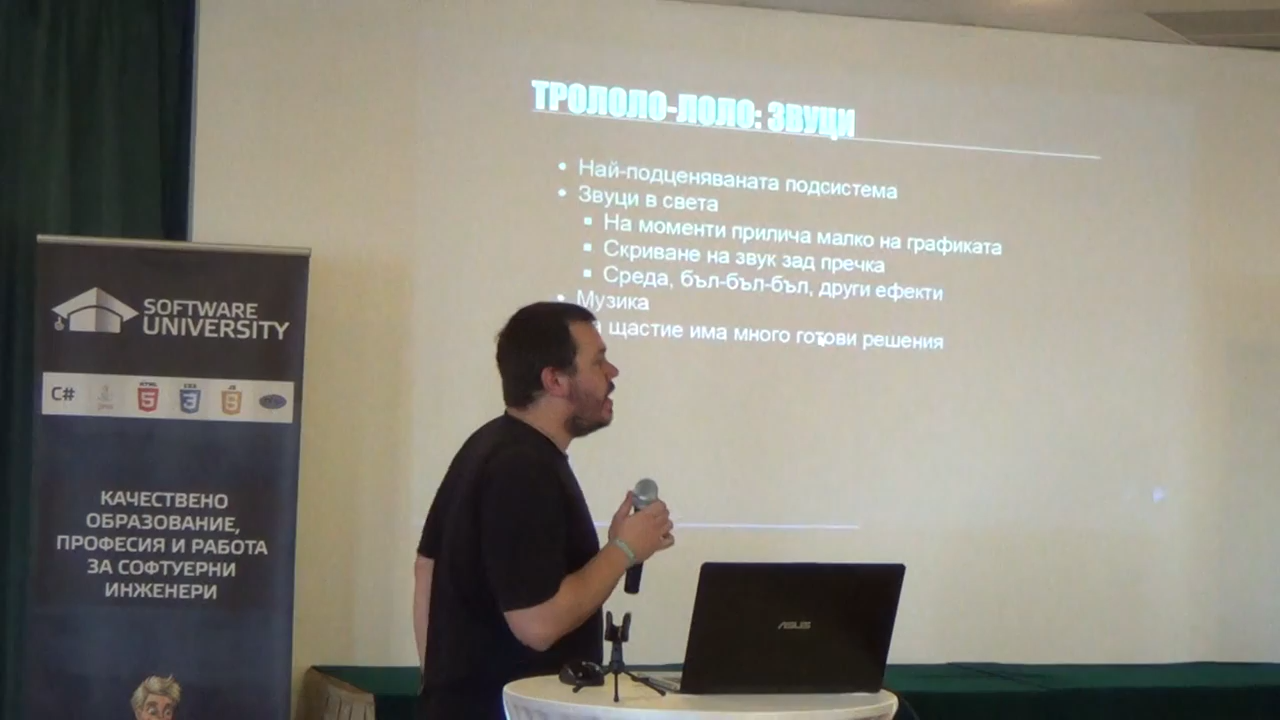 ТРОЛОЛО-ЛОЛО: ЗВУЦИ
Най-подценяваната подсистема
Звуци в света
На моменти прилича малко на графиката
Скриване на звук зад пречка
Среда, бъл-бъл-бъл, други ефекти
Музика
щастие има много готови решения
SOFTWARE
UNIVERSITY
C# HTML 5 CSS 3 JS 5
КАЧЕСТВЕНО
ОБРАЗОВАНИЕ,
ПРОФЕСИЯ И РАБОТА
ЗА СОФТУЕРНИ
ИНЖЕНЕРИ
ASUS